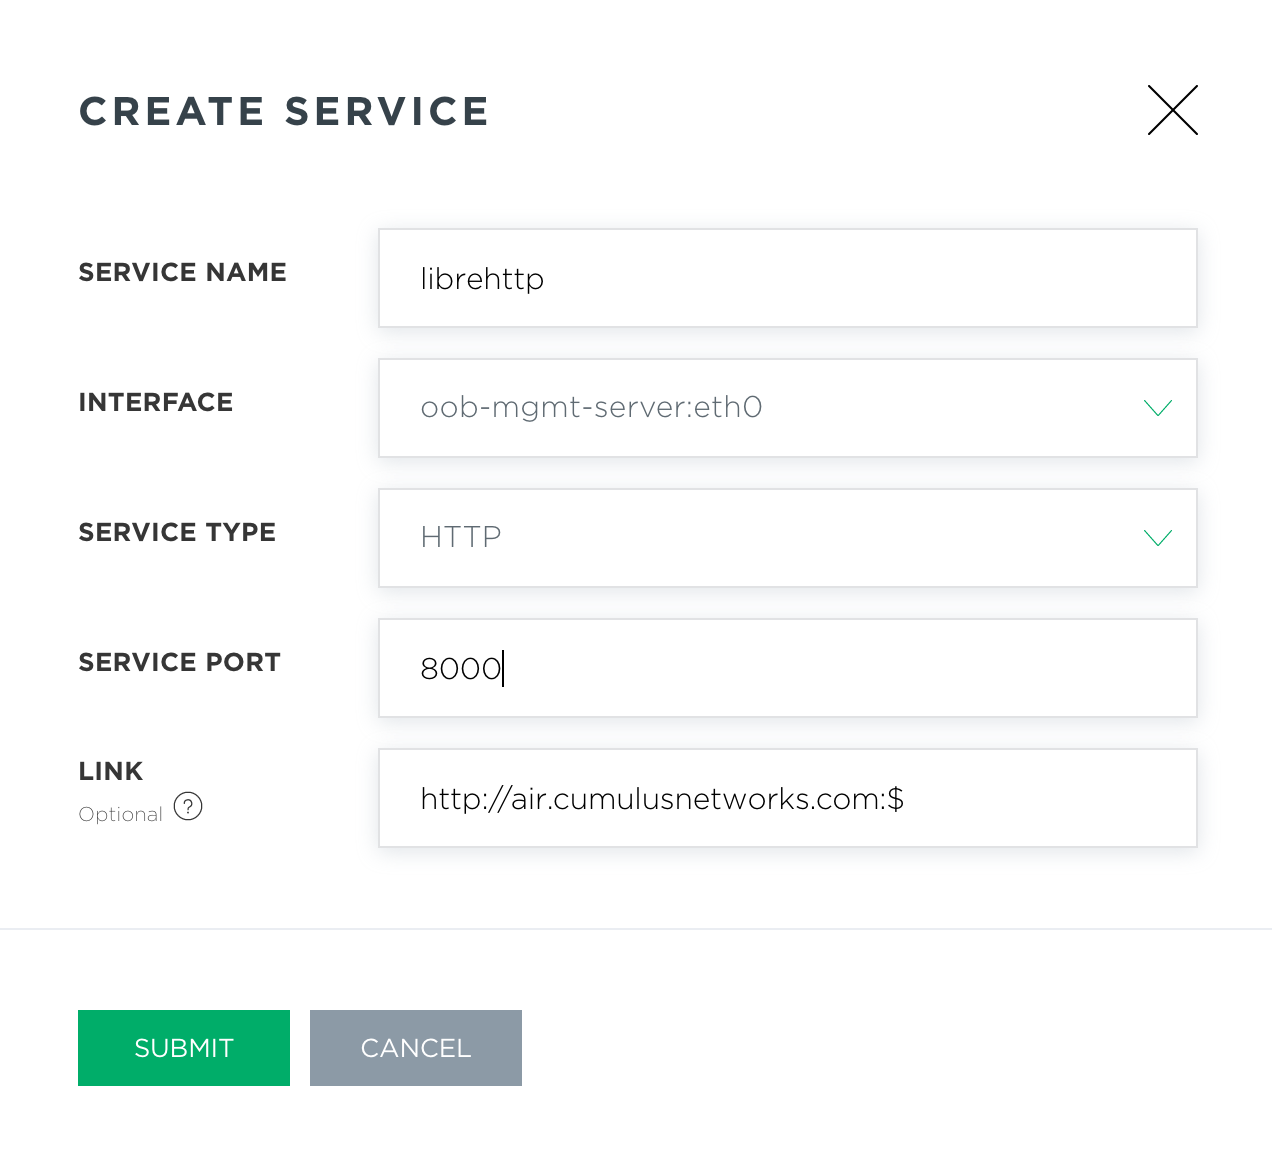 CREATE SERVICE
SERVICE NAME
librehttp
INTERFACE
oob-mgmt-server:eth0
SERVICE TYPE
HTTP
SERVICE PORT
8000
LINK
Optional ?
http://air.cumulusnetworks.com:$
SUBMIT
CANCEL